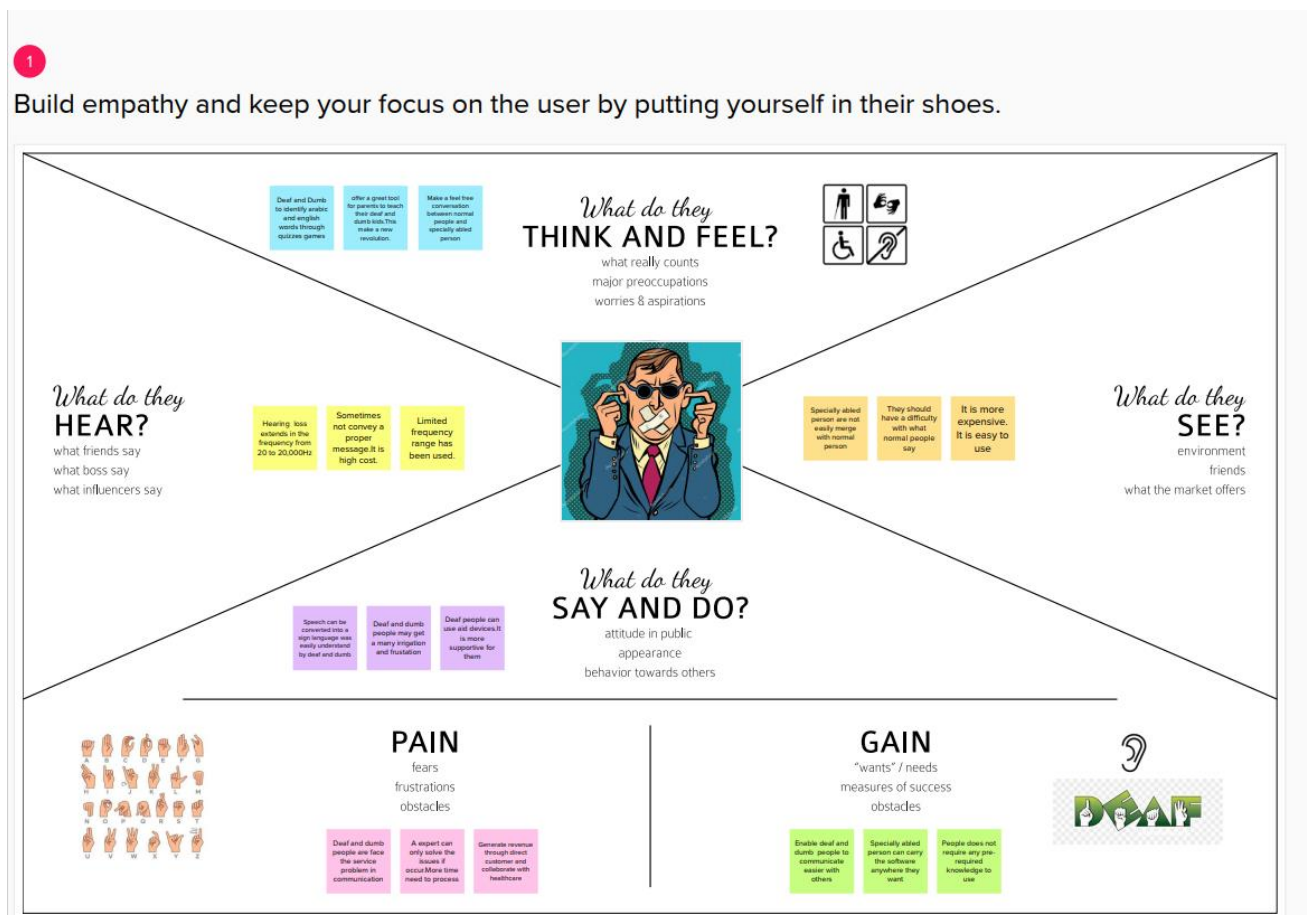 1
Build empathy and keep your focus on the user by putting yourself in their shoes.
Deaf and Dumb
to identify arabic
and english
words through
quizzes games
offer a great tool
for parents to teach
their deaf and
dumb kids.This
make a new
revolution.
Make a feel free
conversation
between normal
people and
specially abled
person
What do they
THINK AND FEEL?
what really counts
major preoccupations
worries & aspirations
What do they
HEAR?
what friends say
what boss say
what influencers say
Hearing loss
extends in the
frequency from
20 to 20,000Hz
Sometimes
not convey a
proper
message.It is
high cost.
Limited
frequency
range has
been used.
Specially abled
person are not
easily merge
with normal
person
They should
have a difficulty
with what
normal people
say
It is more
expensive.
It is easy to
use
What do they
SEE?
environment
friends
what the market offers
What do they
SAY AND DO?
attitude in public
appearance
behavior towards others
Speech can be
converted into a
sign language was
easily understand
by deaf and dumb
Deaf and dumb
people may get
a many irrigation
and frustation
Deaf people can
use aid devices.It
is more
supportive for
them
A B C D E F G
H I J K L M
N O P Q R S T
U V W X Y Z
PAIN
fears
frustrations
obstacles
Deaf and dumb
people are face
the service
problem in
communication
A expert can
only solve the
issues if
occur.More time
need to process
Generate revenue
through direct
customer and
collaborate with
healthcare
GAIN
"wants" / needs
measures of success
obstacles
Enable deaf and
dumb people to
communicate
easier with
others
Specially abled
person can carry
the software
anywhere they
want
People does not
require any pre-
required
knowledge to
use
DEAF